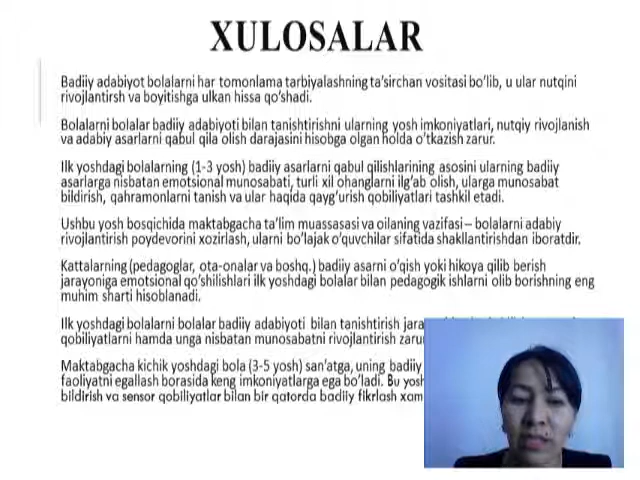 XULOSALAR
Badiiy adabiyot bolalarni har tomonlama tarbiyalashning ta'sirchan vositasi bo'lib, u ular nutqini
rivojlantirsh va boyitishga ulkan hissa qo'shadi.
Bolalarni bolalar badiiy adabiyoti bilan tanishtirishni ularning yosh imkoniyatlari, nutqiy rivojlanish
va adabiy asarlarni qabul qila olish darajasini hisobga olgan holda o'tkazish zarur.
Ilk yoshdagi bolalarning (1-3 yosh) badiiy asarlarni qabul qilishlarining asosini ularning badiiy
asarlarga nisbatan emotsional munosabati, turli xil ohanglarni ilg'ab olish, ularga munosabat
bildirish, qahramonlarni tanish va ular haqida qayg'urish qobiliyatlari tashkil etadi.
Ushbu yosh bosqichida maktabgacha ta'lim muassasasi va oilaning vazifasi – bolalarni adabiy
rivojlantirish poydevorini xozirlash, ularni bo'lajak o'quvchilar sifatida shakllantirishdan iboratdir.
Kattalarning (pedagoglar, ota-onalar va boshq.) badiiy asarni o'qish yoki hikoya qilib berish
jarayoniga emotsional qo'shilishlari ilk yoshdagi bolalar bilan pedagogik ishlarni olib borishning eng
muhim sharti hisoblanadi.
Ilk yoshdagi bolalarni bolalar badiiy adabiyoti bilan tanishtirish
qobiliyatlarni hamda unga nisbatan munosabatni rivojlantirish
Maktabgacha kichik yoshdagi bola (3-5 yosh) san'atga, uning badiiy
faoliyatni egallash borasida keng imkoniyatlarga ega bo'ladi. Bu
bildirish va sensor qobiliyatlar bilan bir qatorda badiiy fikrlash